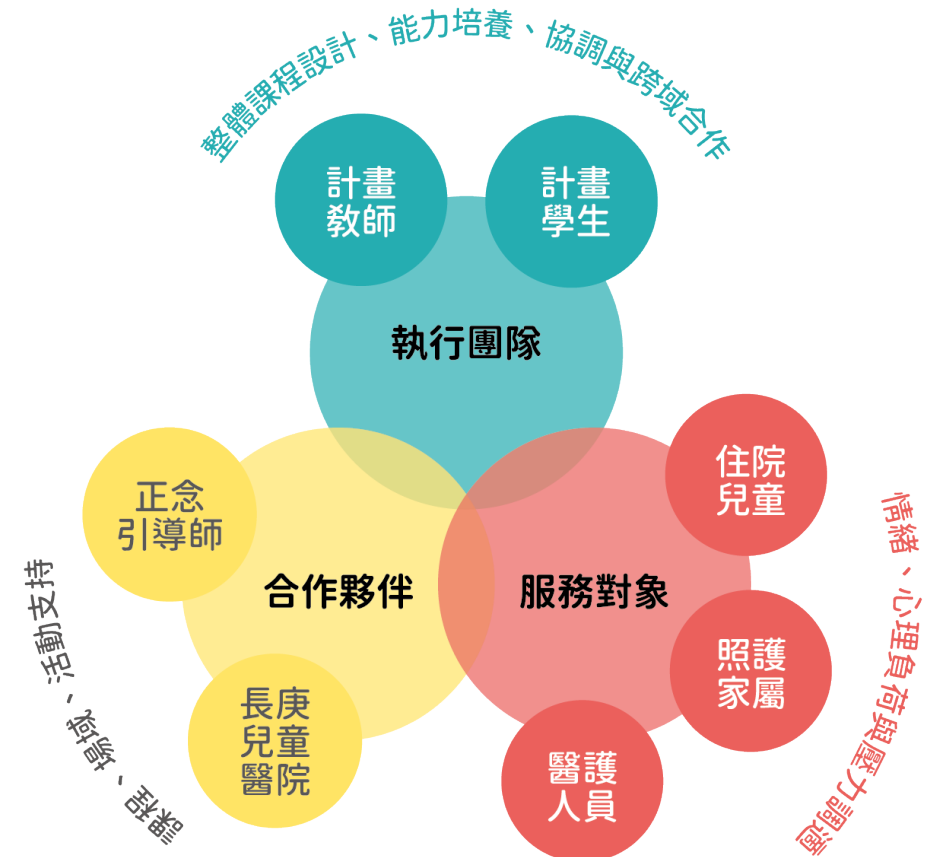 整體課程設計、能力培養、協調與跨域合作
計畫
教師
計畫
學生
執行團隊
正念
引導師
合作夥伴
長庚
兒童
醫院
課程、場域、活動支持
服務對象
住院
兒童
照護
家屬
醫護
人員
情緒、心理負荷與壓力調適